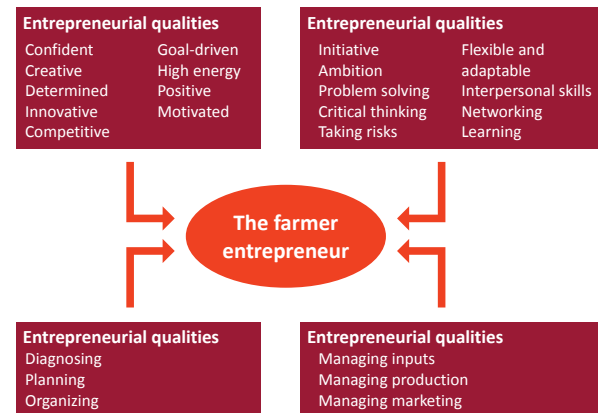 Entrepreneurial qualities
Confident
Creative
Determined
Innovative
Competitive
Goal-driven
High energy
Positive
Motivated
Entrepreneurial qualities
Initiative
Ambition
Problem solving
Critical thinking
Taking risks
Flexible and
adaptable
Interpersonal skills
Networking
Learning
The farmer
entrepreneur
Entrepreneurial qualities
Diagnosing
Planning
Organizing
Entrepreneurial qualities
Managing inputs
Managing production
Managing marketing